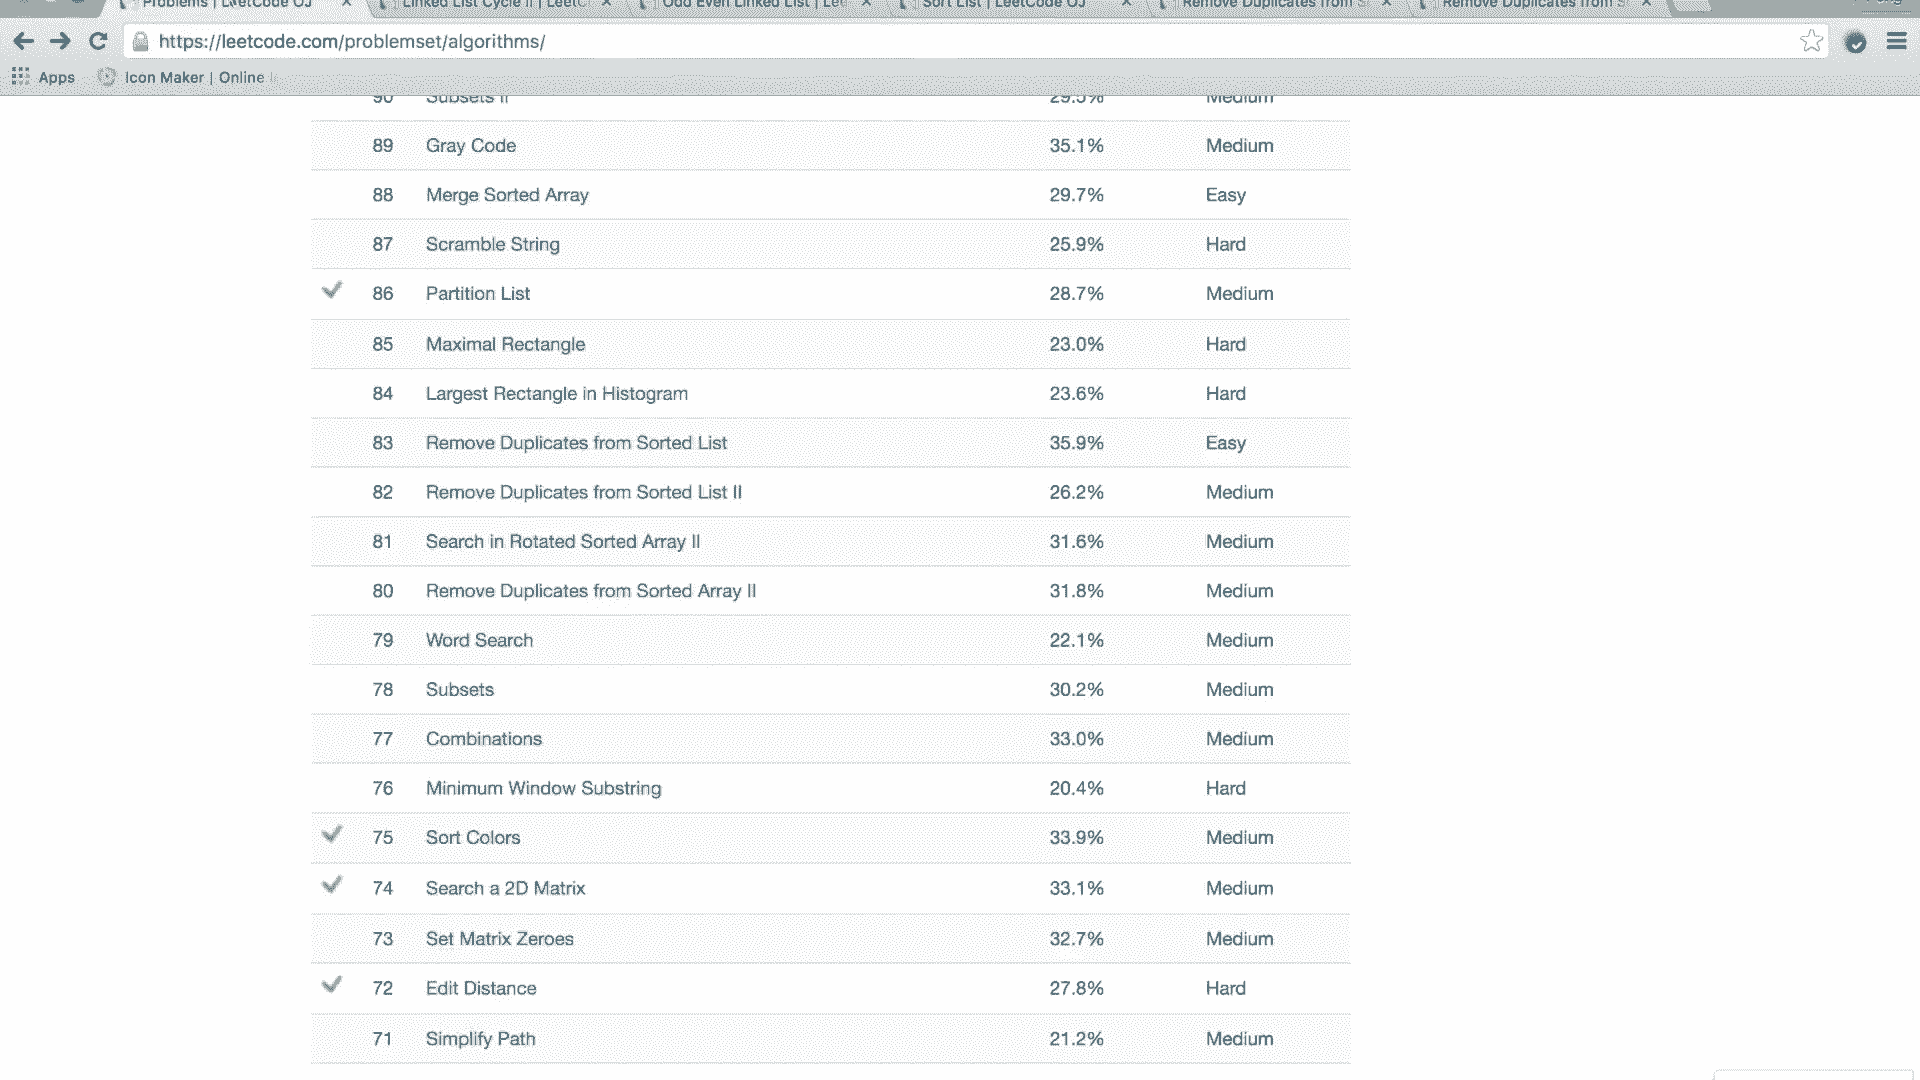 Problems | LeetCode OJ
Linked List Cycle II | LeetC
Odd Even Linked List | Lee
Sort List | LeetCode OJ
Remove Duplicates from S
Remove Duplicates from S
https://leetcode.com/problemset/algorithms/
Apps Icon Maker | Online
90 Subsets II 29.5% Medium
89 Gray Code 35.1% Medium
88 Merge Sorted Array 29.7% Easy
87 Scramble String 25.9% Hard
86 Partition List 28.7% Medium
85 Maximal Rectangle 23.0% Hard
84 Largest Rectangle in Histogram 23.6% Hard
83 Remove Duplicates from Sorted List 35.9% Easy
82 Remove Duplicates from Sorted List II 26.2% Medium
81 Search in Rotated Sorted Array II 31.6% Medium
80 Remove Duplicates from Sorted Array II 31.8% Medium
79 Word Search 22.1% Medium
78 Subsets 30.2% Medium
77 Combinations 33.0% Medium
76 Minimum Window Substring 20.4% Hard
75 Sort Colors 33.9% Medium
74 Search a 2D Matrix 33.1% Medium
73 Set Matrix Zeroes 32.7% Medium
72 Edit Distance 27.8% Hard
71 Simplify Path 21.2% Medium